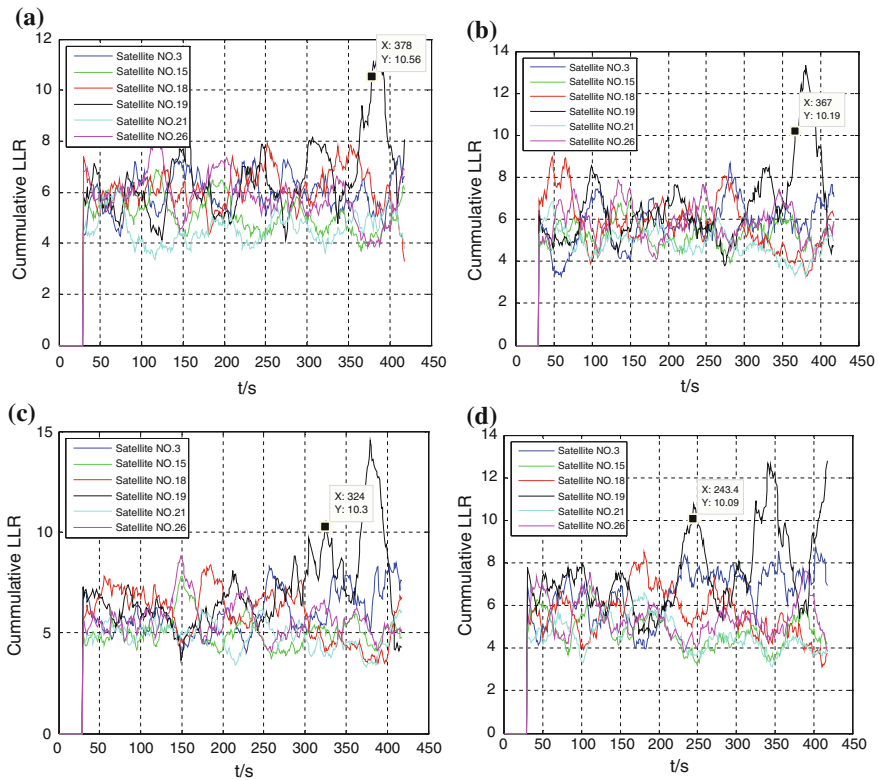 (a)
12
10
8
6
4
2
0
Cummulative LLR
Satellite NO.3
Satellite NO.15
Satellite NO.18
Satellite NO.19
Satellite NO.21
Satellite NO.26
X: 378
Y: 10.56
0 50 100 150 200 250 300 350 400 450
t/s
(b)
14
12
10
8
6
4
2
0
Cummulative LLR
Satellite NO.3
Satellite NO.15
Satellite NO.18
Satellite NO.19
Satellite NO.21
Satellite NO.26
X: 367
Y: 10.19
0 50 100 150 200 250 300 350 400 450
t/s
(c)
15
10
5
0
Cummulative LLR
Satellite NO.3
Satellite NO.15
Satellite NO.18
Satellite NO.19
Satellite NO.21
Satellite NO.26
X: 324
Y: 10.3
0 50 100 150 200 250 300 350 400 450
t/s
(d)
14
12
10
8
6
4
2
0
Cummulative LLR
Satellite NO.3
Satellite NO.15
Satellite NO.18
Satellite NO.19
Satellite NO.21
Satellite NO.26
X: 243.4
Y: 10.09
0 50 100 150 200 250 300 350 400 450
t/s